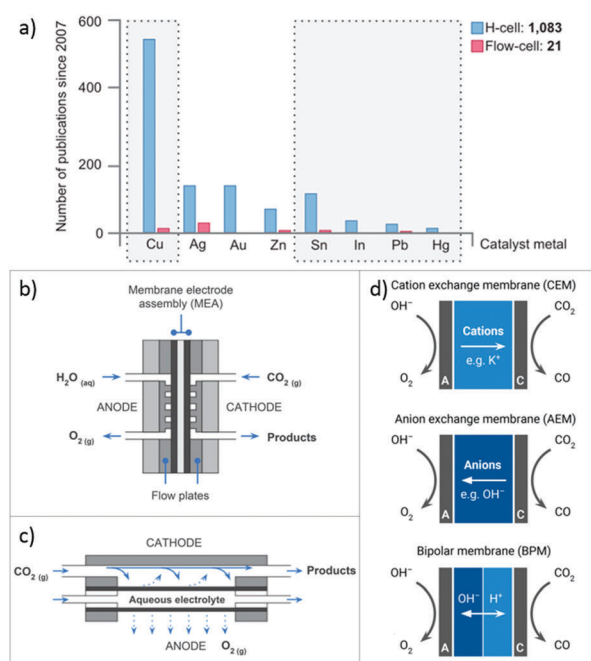 a)
Number of publications since 2007
600
400
200
0
H-cell: 1,083
Flow-cell: 21
Cu Ag Au Zn Sn In Pb Hg Catalyst metal
b)
Membrane electrode
assembly (MEA)
H₂O (aq)
CO₂ (g)
ANODE CATHODE
O₂ (g)
Products
Flow plates
c)
CATHODE
CO₂ (g)
Products
Aqueous electrolyte
ANODE O₂ (g)
d)
Cation exchange membrane (CEM)
OH⁻ CO₂
Cations
e.g. K⁺
A C
O₂ CO
Anion exchange membrane (AEM)
OH⁻ CO₂
Anions
e.g. OH⁻
A C
O₂ CO
Bipolar membrane (BPM)
OH⁻ CO₂
OH⁻ H⁺
A C
O₂ CO